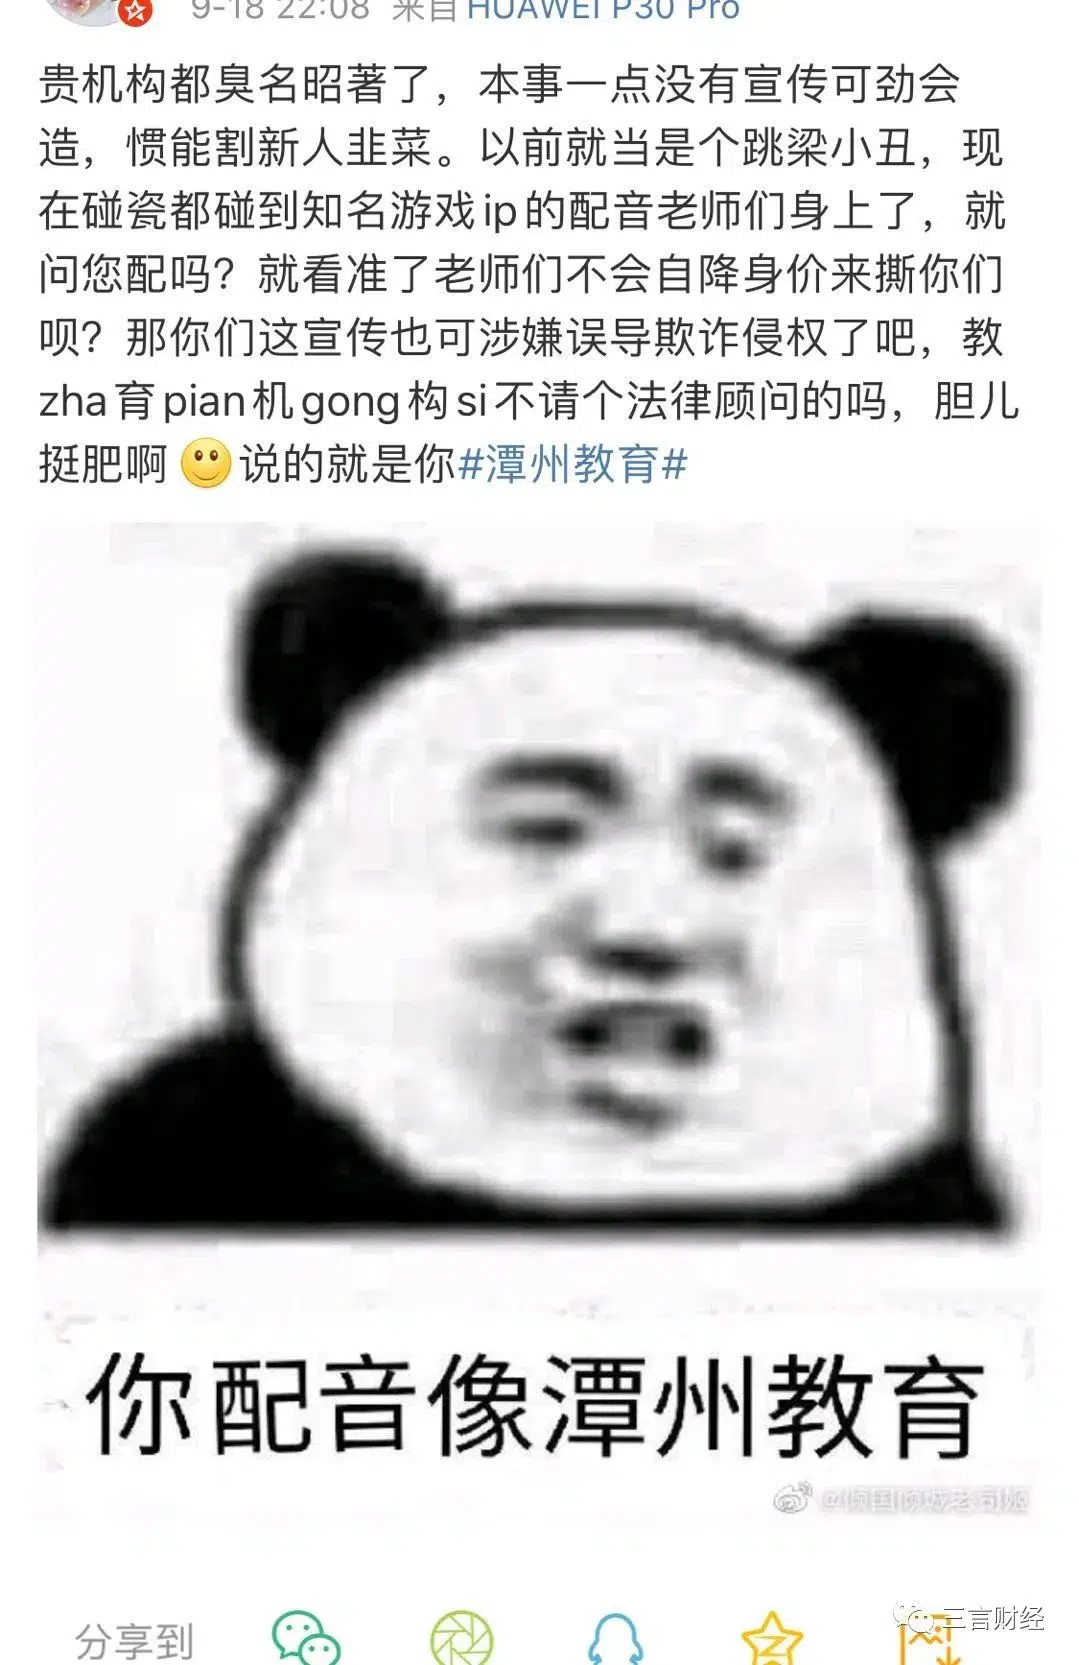 9-18 22:08 来自 HUAWEI P30 Pro
贵机构都臭名昭著了，本事一点没有宣传可劲会
造，惯能割新人韭菜。以前就当是个跳梁小丑，现
在碰瓷都碰到知名游戏ip的配音老师们身上了，就
问您配吗？就看准了老师们不会自降身价来撕你们
呗？那你们这宣传也可涉嫌误导欺诈侵权了吧，教
zha育pian机gong构si不请个法律顾问的吗，胆儿
挺肥啊 说的就是你#潭州教育#
你配音像潭州教育
分享到
三言财经